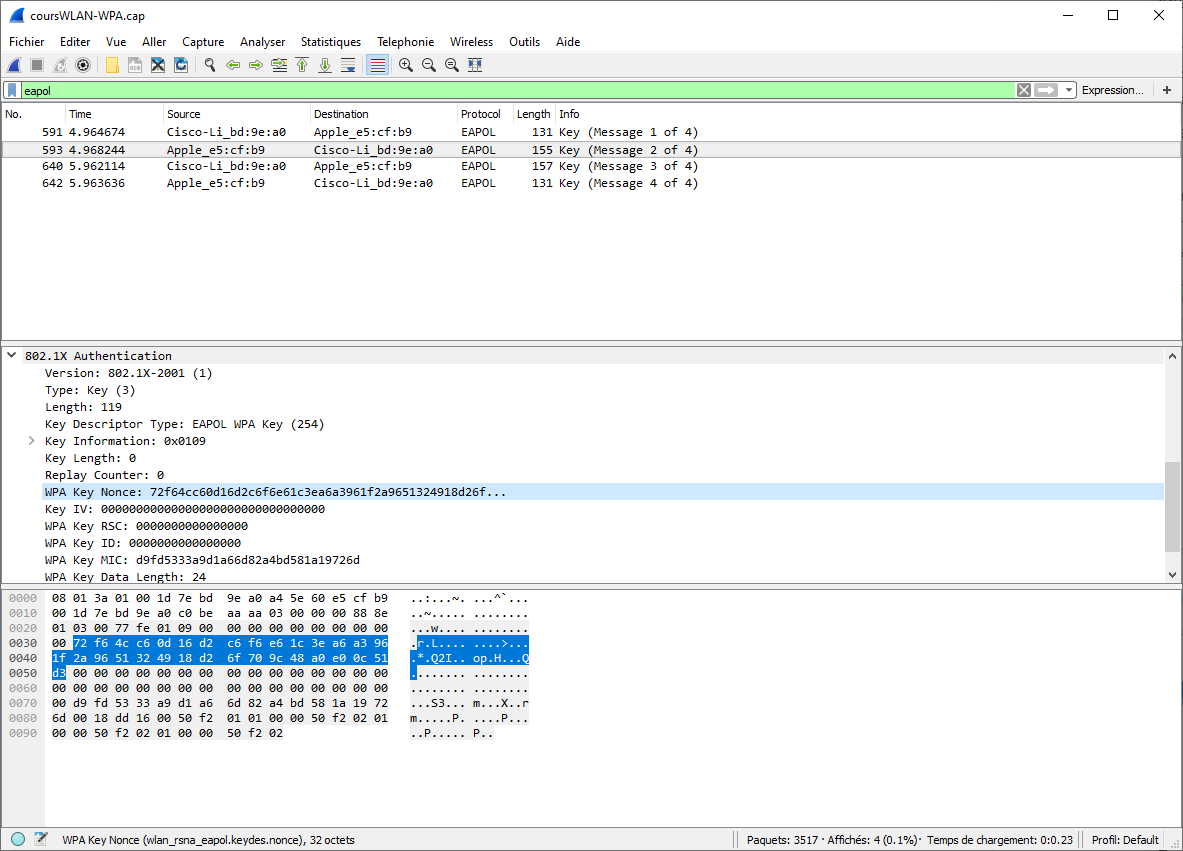 coursWLAN-WPA.cap
Fichier Editer Vue Aller Capture Analyser Statistiques Telephonie Wireless Outils Aide
eapol Expression... +
No. Time Source Destination Protocol Length Info
591 4.964674 Cisco-Li_bd:9e:a0 Apple_e5:cf:b9 EAPOL 131 Key (Message 1 of 4)
593 4.968244 Apple_e5:cf:b9 Cisco-Li_bd:9e:a0 EAPOL 155 Key (Message 2 of 4)
640 5.962114 Cisco-Li_bd:9e:a0 Apple_e5:cf:b9 EAPOL 157 Key (Message 3 of 4)
642 5.963636 Apple_e5:cf:b9 Cisco-Li_bd:9e:a0 EAPOL 131 Key (Message 4 of 4)
802.1X Authentication
Version: 802.1X-2001 (1)
Type: Key (3)
Length: 119
Key Descriptor Type: EAPOL WPA Key (254)
Key Information: 0x0109
Key Length: 0
Replay Counter: 0
WPA Key Nonce: 72f64cc60d16d2c6f6e61c3ea6a3961f2a9651324918d26f...
Key IV: 00000000000000000000000000000000
WPA Key RSC: 0000000000000000
WPA Key ID: 0000000000000000
WPA Key MIC: d9fd5333a9d1a66d82a4bd581a19726d
WPA Key Data Length: 24
0000 08 01 3a 01 00 1d 7e bd 9e a0 a4 5e 60 e5 cf b9 ..:...~. ...^`...
0010 00 1d 7e bd 9e a0 c0 be aa aa 03 00 00 00 88 8e ..~..... ........
0020 01 03 00 77 fe 01 09 00 00 00 00 00 00 00 00 00 ...w.... ........
0030 00 72 f6 4c c6 0d 16 d2 c6 f6 e6 1c 3e a6 a3 96 .r.L.... ....>...
0040 1f 2a 96 51 32 49 18 d2 6f 70 9c 48 a0 e0 0c 51 .*.Q2I.. op.H...Q
0050 d3 00 00 00 00 00 00 00 00 00 00 00 00 00 00 00 ........ ........
0060 00 00 00 00 00 00 00 00 00 00 00 00 00 00 00 00 ........ ........
0070 00 d9 fd 53 33 a9 d1 a6 6d 82 a4 bd 58 1a 19 72 ...S3... m...X..r
0080 6d 00 18 dd 16 00 50 f2 01 01 00 00 50 f2 02 01 m.....P. ....P...
0090 00 00 50 f2 02 01 00 00 50 f2 02 ..P..... P..
WPA Key Nonce (wlan_rsna_eapol.keydes.nonce), 32 octets Paquets: 3517 · Affichés: 4 (0.1%) · Temps de chargement: 0:0.23 Profil: Default